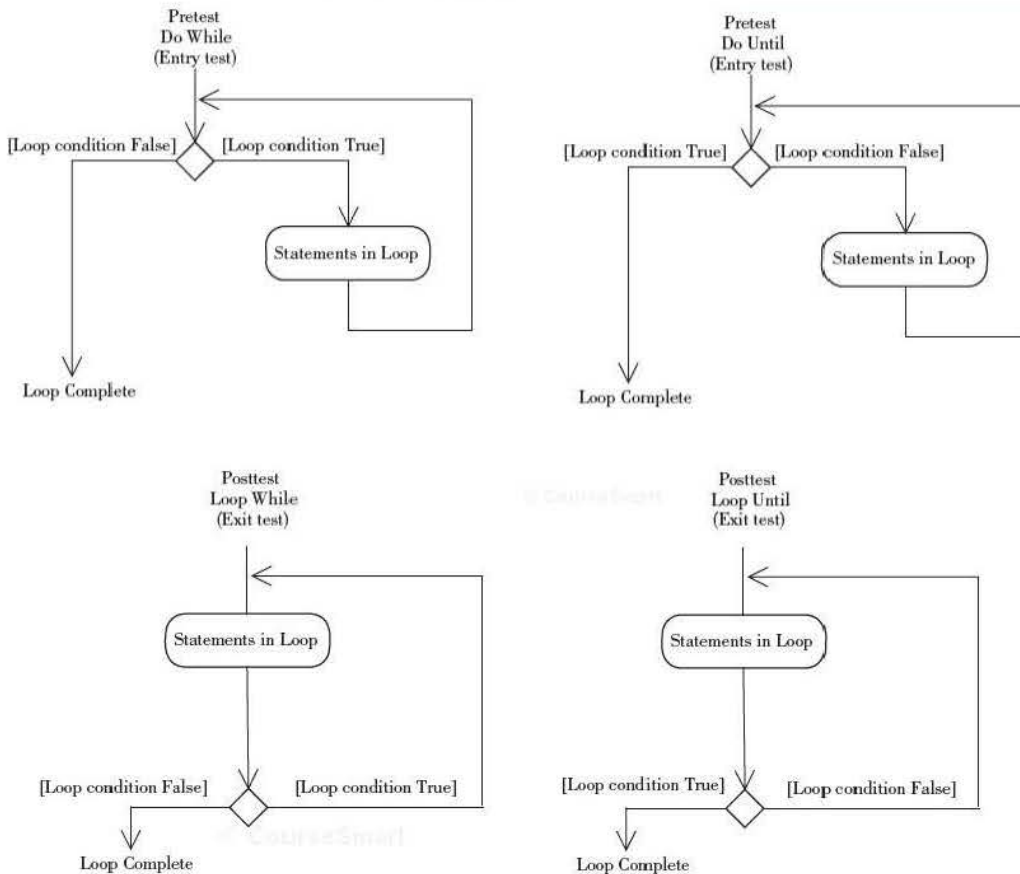 Pretest
Do While
(Entry test)
[Loop condition False]
[Loop condition True]
Statements in Loop
Loop Complete
Pretest
Do Until
(Entry test)
[Loop condition True]
[Loop condition False]
Statements in Loop
Loop Complete
Posttest
Loop While
(Exit test)
Statements in Loop
[Loop condition False]
[Loop condition True]
Loop Complete
Posttest
Loop Until
(Exit test)
Statements in Loop
[Loop condition True]
[Loop condition False]
Loop Complete
CourseSmart
CourseSmart